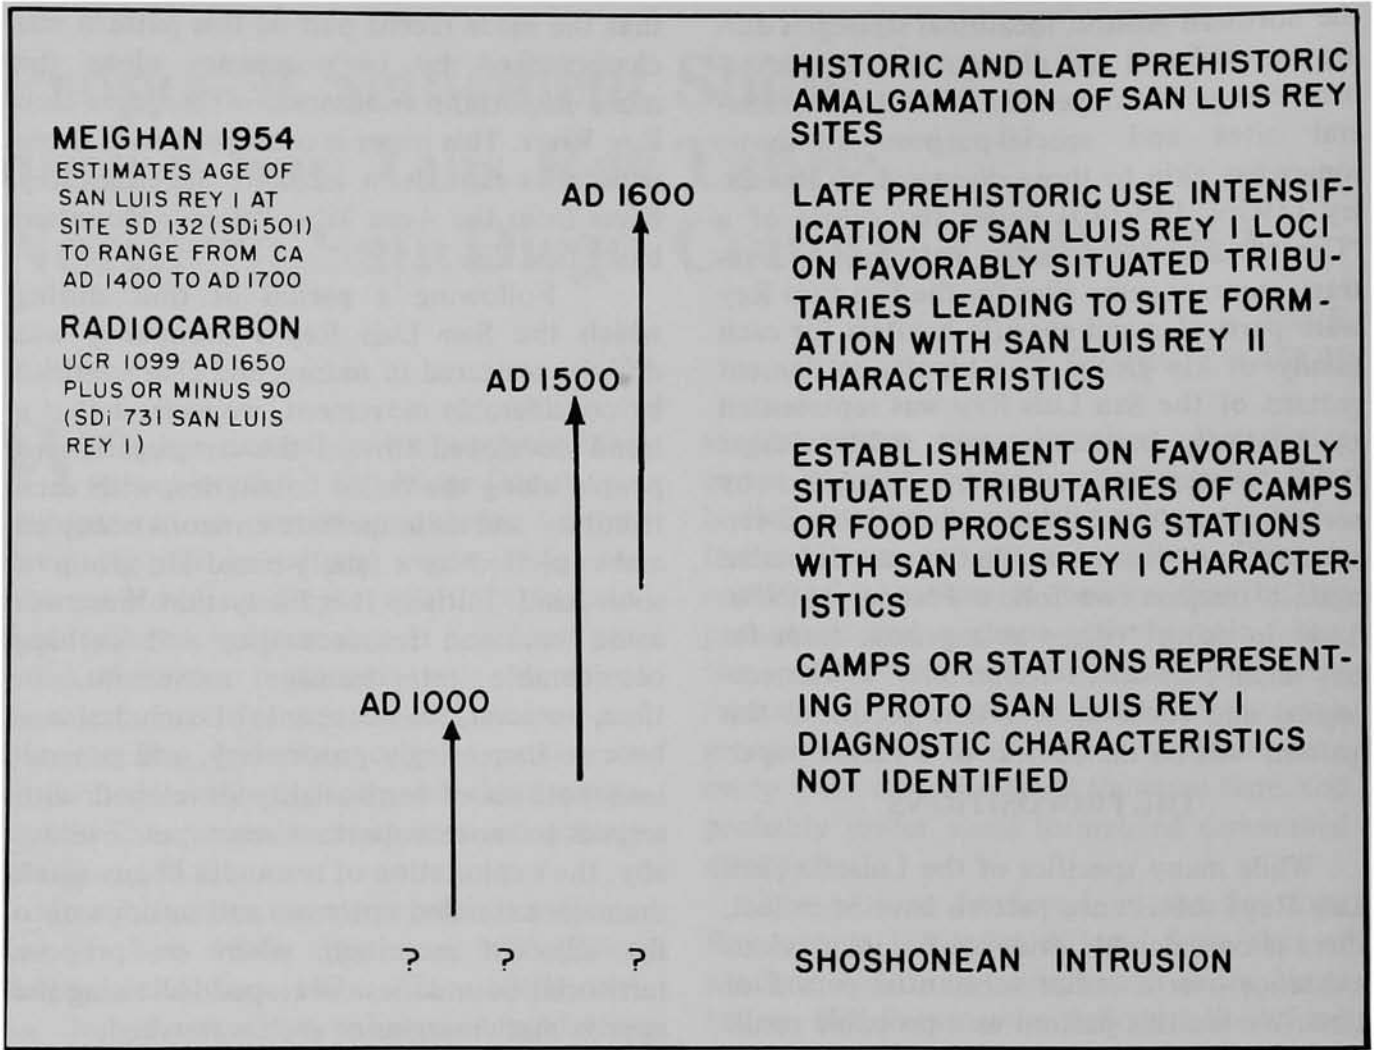 MEIGHAN 1954
ESTIMATES AGE OF
SAN LUIS REY I AT
SITE SD 132 (SDi 501)
TO RANGE FROM CA
AD 1400 TO AD 1700
RADIOCARBON
UCR 1099 AD 1650
PLUS OR MINUS 90
(SDi 731 SAN LUIS
REY I)
AD 1600
AD 1500
AD 1000
? ? ?
HISTORIC AND LATE PREHISTORIC
AMALGAMATION OF SAN LUIS REY
SITES
LATE PREHISTORIC USE INTENSIF-
ICATION OF SAN LUIS REY I LOCI
ON FAVORABLY SITUATED TRIBU-
TARIES LEADING TO SITE FORM-
ATION WITH SAN LUIS REY II
CHARACTERISTICS
ESTABLISHMENT ON FAVORABLY
SITUATED TRIBUTARIES OF CAMPS
OR FOOD PROCESSING STATIONS
WITH SAN LUIS REY I CHARACTER-
ISTICS
CAMPS OR STATIONS REPRESENT-
ING PROTO SAN LUIS REY I
DIAGNOSTIC CHARACTERISTICS
NOT IDENTIFIED
SHOSHONEAN INTRUSION